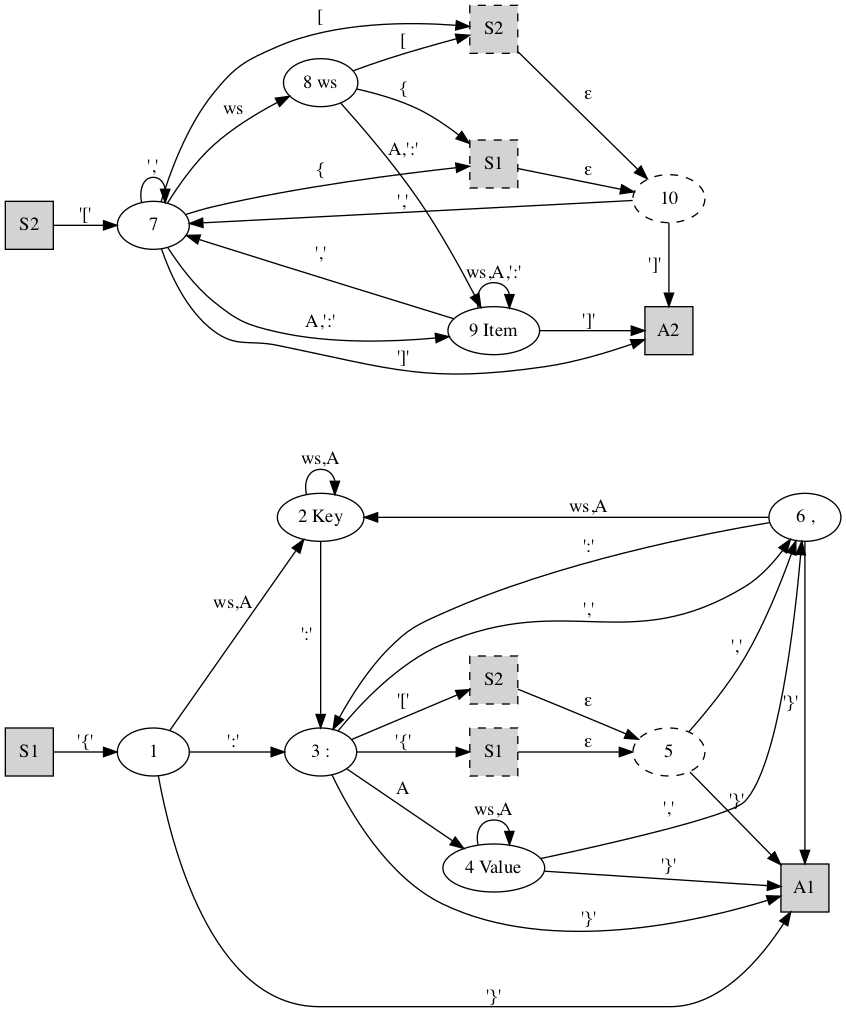 [
S2
[
8 ws
ε
ws
{
A,':'
','
S1
ε
{
10
S2
'['
7
','
','
ws,A,':'
']'
A,':'
9 Item
']'
A2
']'
ws,A
2 Key
ws,A
6 ,
':'
ws,A
','
':'
','
S2
'['
ε
'}'
S1
'{'
1
':'
3 :
'{'
S1
ε
5
A
ws,A
','
'}'
4 Value
'}'
A1
'}'
'}'